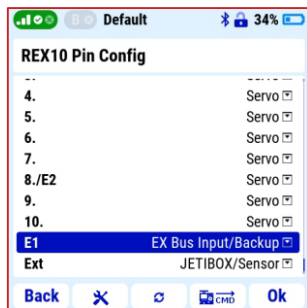 B Default 34%
REX10 Pin Config
4. Servo
5. Servo
6. Servo
7. Servo
8./E2 Servo
9. Servo
10. Servo
E1 EX Bus Input/Backup
Ext JETIBOX/Sensor
Back CMD Ok